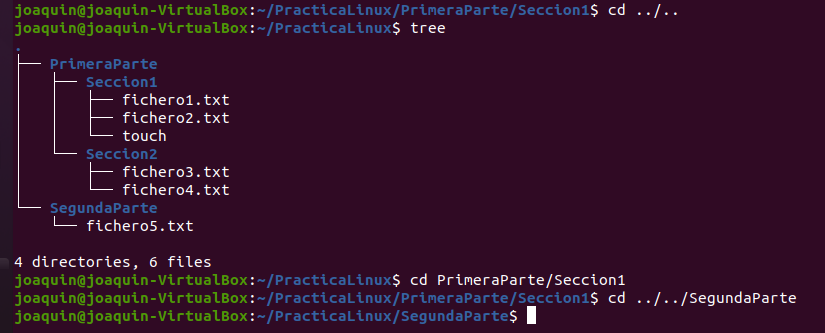 joaquin@joaquin-VirtualBox:~/PracticaLinux/PrimeraParte/Seccion1$ cd ../..
joaquin@joaquin-VirtualBox:~/PracticaLinux$ tree
.
├── PrimeraParte
│   ├── Seccion1
│   │   ├── fichero1.txt
│   │   ├── fichero2.txt
│   │   └── touch
│   └── Seccion2
│       ├── fichero3.txt
│       └── fichero4.txt
└── SegundaParte
    └── fichero5.txt

4 directories, 6 files
joaquin@joaquin-VirtualBox:~/PracticaLinux$ cd PrimeraParte/Seccion1
joaquin@joaquin-VirtualBox:~/PracticaLinux/PrimeraParte/Seccion1$ cd ../../SegundaParte
joaquin@joaquin-VirtualBox:~/PracticaLinux/SegundaParte$